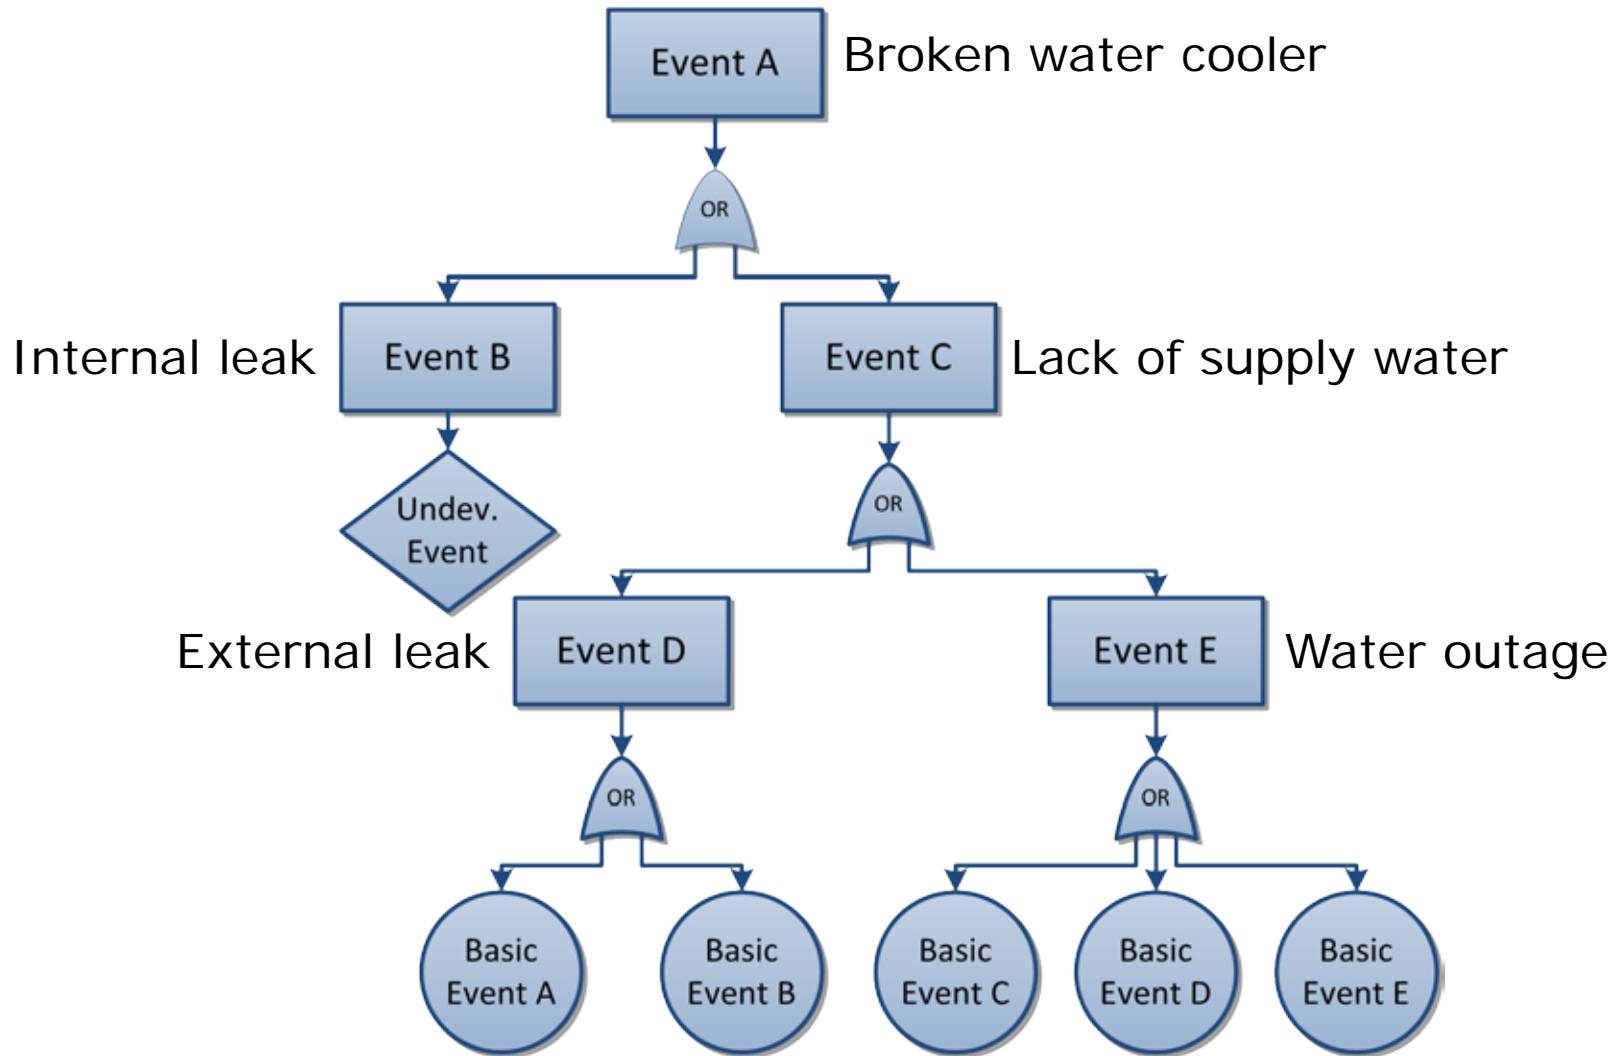 Event A
Broken water cooler
OR
Internal leak
Event B
Event C
Lack of supply water
Undev.
Event
OR
External leak
Event D
Event E
Water outage
OR
OR
Basic
Event A
Basic
Event B
Basic
Event C
Basic
Event D
Basic
Event E